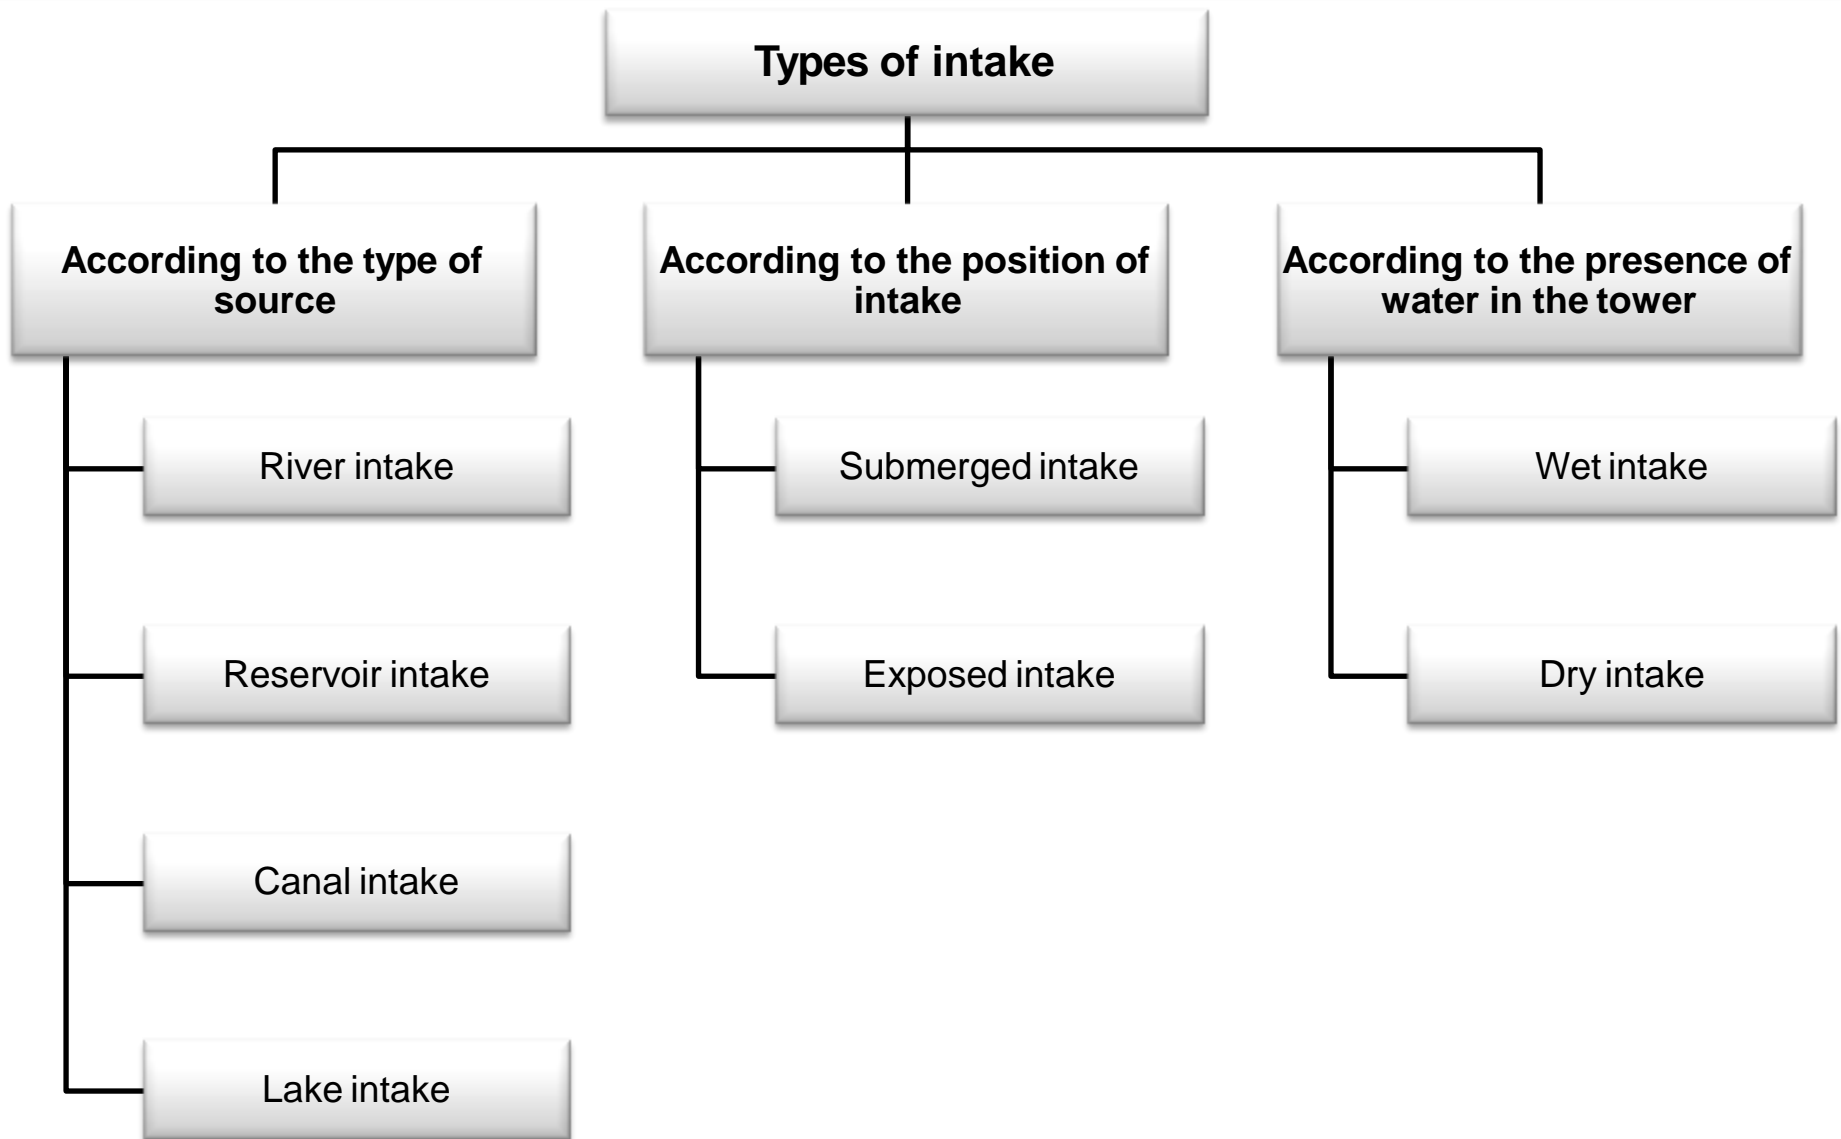 Types of intake
According to the type of
source
According to the position of
intake
According to the presence of
water in the tower
River intake
Submerged intake
Wet intake
Reservoir intake
Exposed intake
Dry intake
Canal intake
Lake intake